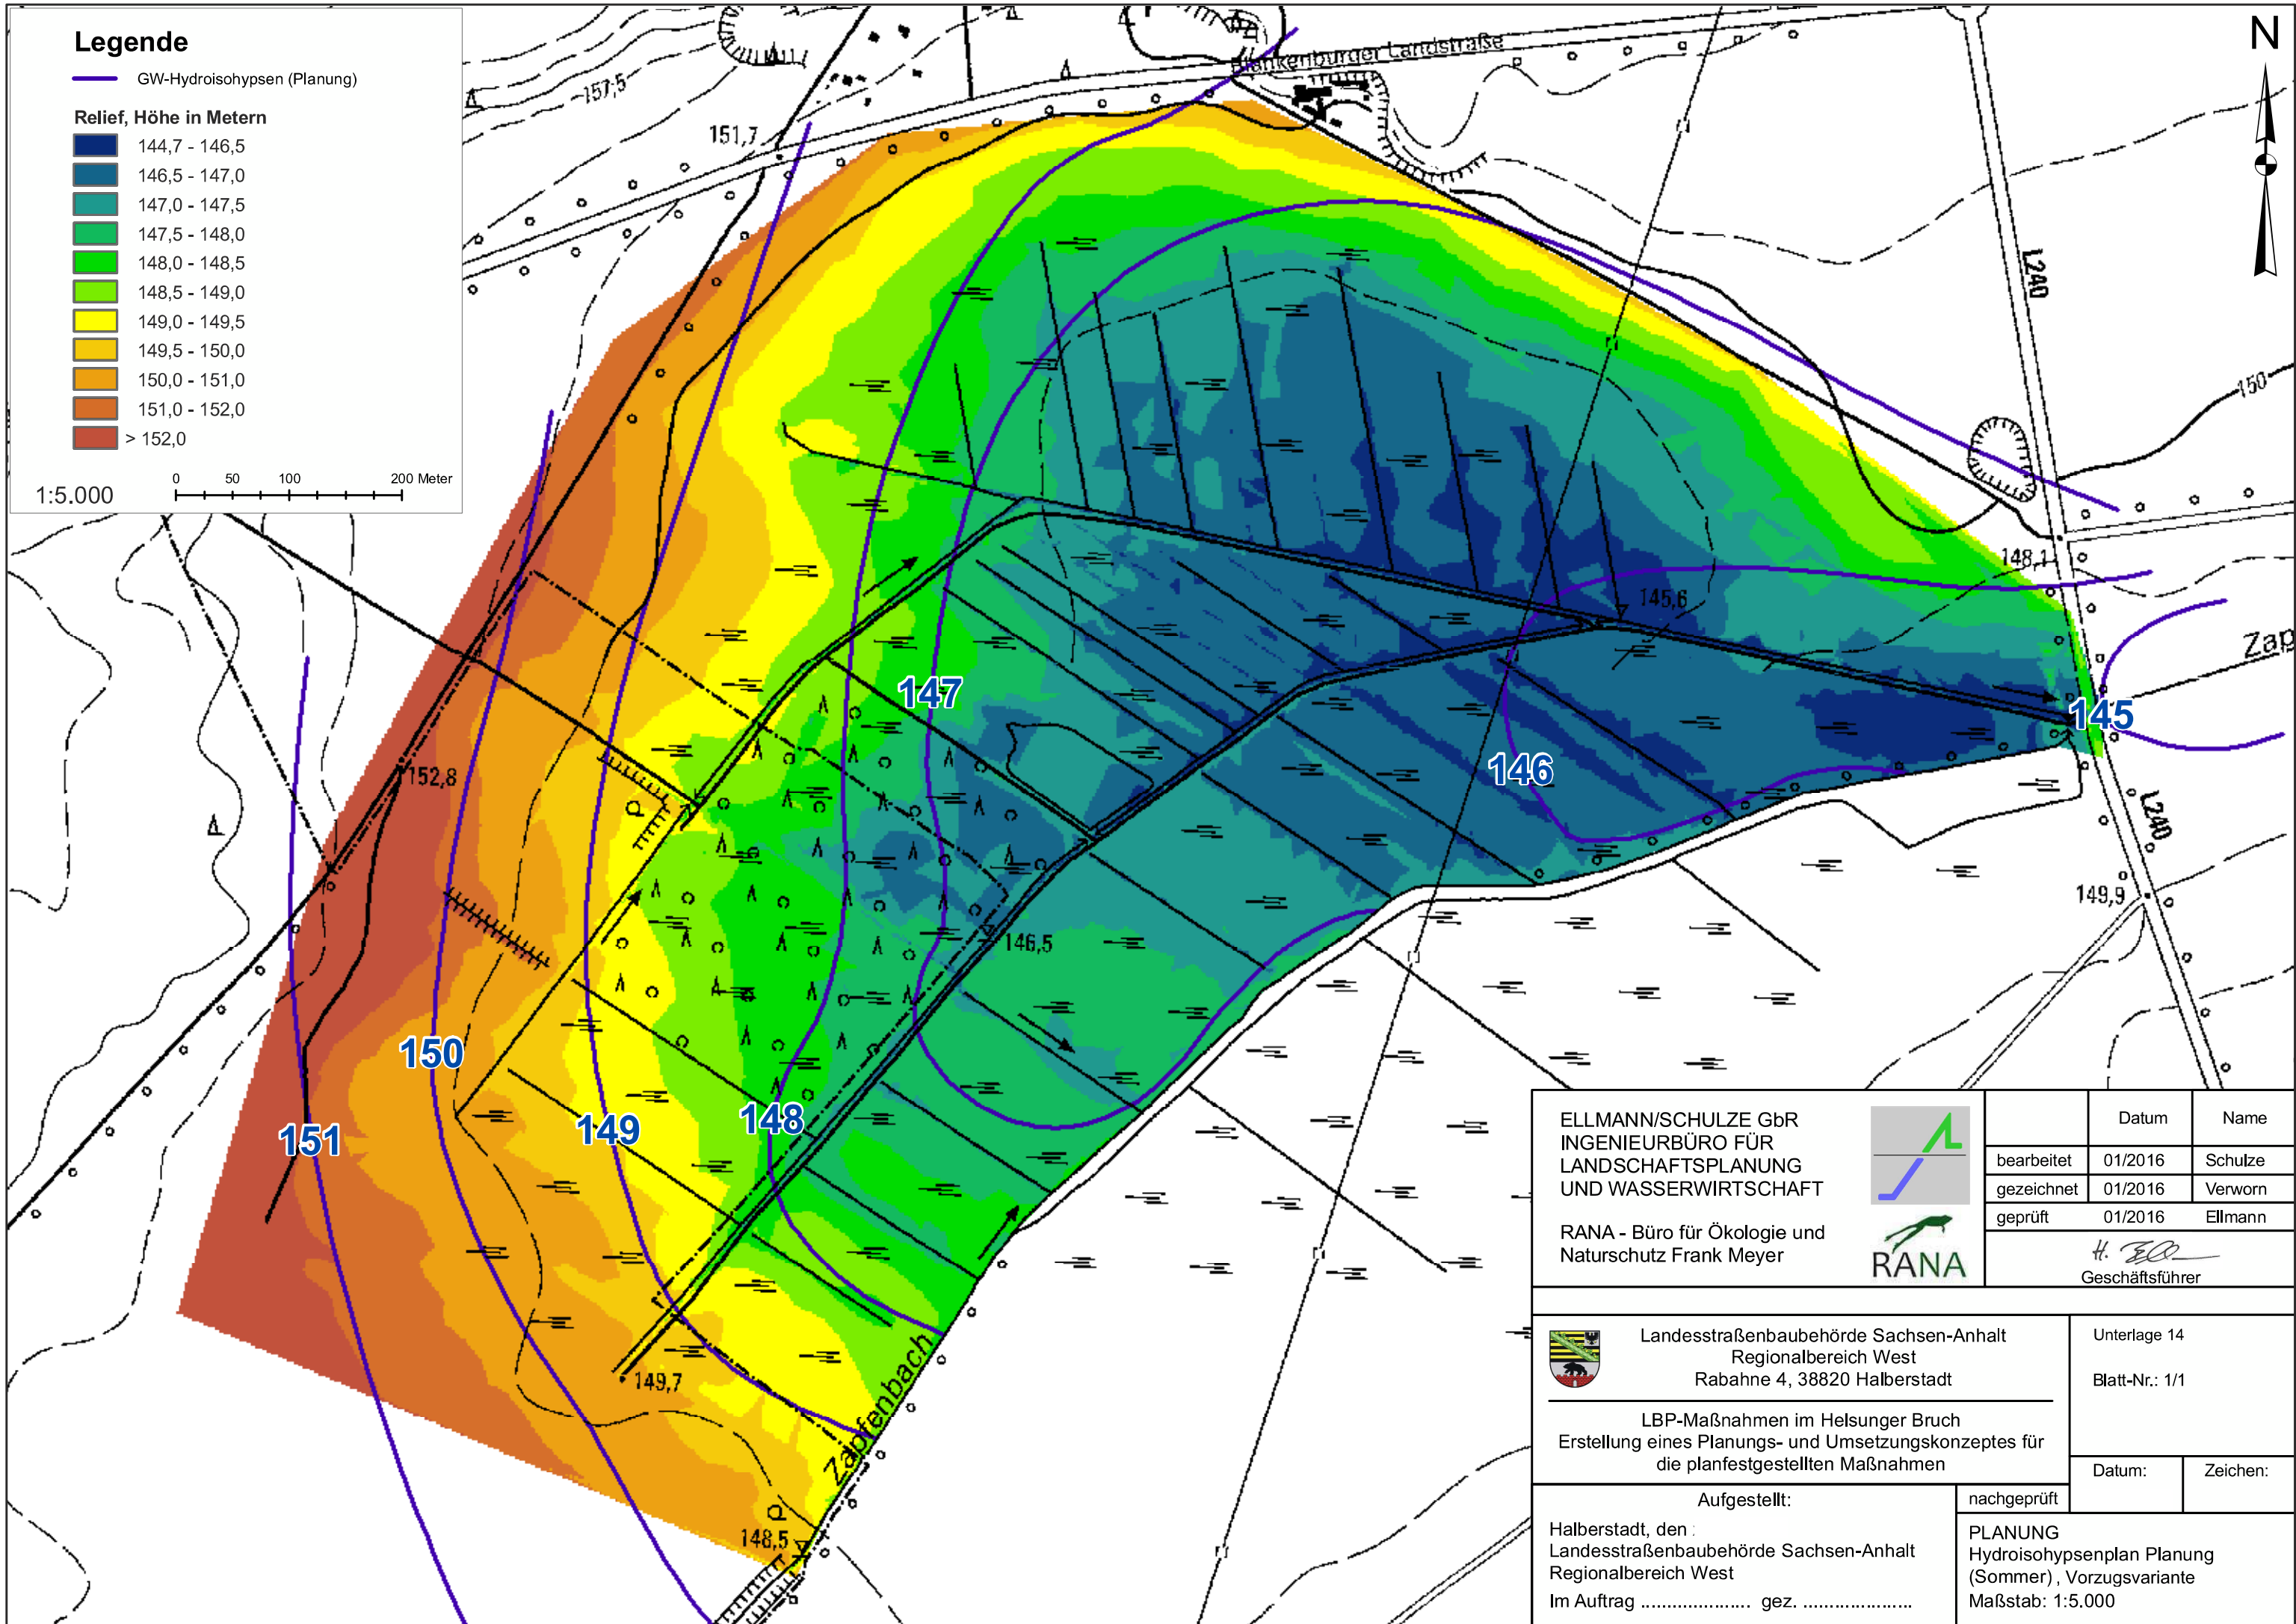 Legende
GW-Hydroisohypsen (Planung)
Relief, Höhe in Metern
144,7 - 146,5
146,5 - 147,0
147,0 - 147,5
147,5 - 148,0
148,0 - 148,5
148,5 - 149,0
149,0 - 149,5
149,5 - 150,0
150,0 - 151,0
151,0 - 152,0
> 152,0
1:5.000
0 50 100 200 Meter
N
157,5
151,7
Blankenburger Landstraße
L240
150
148,1
145,6
Zap
147
145
146
152,8
L240
149,9
146,5
150
151
149
148
149,7
Zapfenbach
148,5
ELLMANN/SCHULZE GbR
INGENIEURBÜRO FÜR
LANDSCHAFTSPLANUNG
UND WASSERWIRTSCHAFT
RANA - Büro für Ökologie und
Naturschutz Frank Meyer
RANA
Datum Name
bearbeitet 01/2016 Schulze
gezeichnet 01/2016 Verworn
geprüft 01/2016 Ellmann
H.
Geschäftsführer
Landesstraßenbaubehörde Sachsen-Anhalt
Regionalbereich West
Rabahne 4, 38820 Halberstadt
Unterlage 14
Blatt-Nr.: 1/1
LBP-Maßnahmen im Helsunger Bruch
Erstellung eines Planungs- und Umsetzungskonzeptes für
die planfestgestellten Maßnahmen
Datum: Zeichen:
nachgeprüft
Aufgestellt:
Halberstadt, den :
Landesstraßenbaubehörde Sachsen-Anhalt
Regionalbereich West
Im Auftrag ..................... gez. .....................
PLANUNG
Hydroisohypsenplan Planung
(Sommer) , Vorzugsvariante
Maßstab: 1:5.000